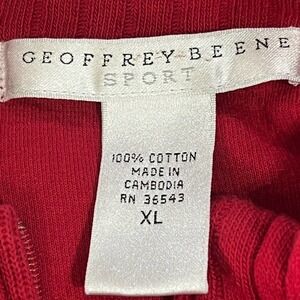 GEOFFREY BEENE
SPORT
100% COTTON
MADE IN
CAMBODIA
RN 36543
XL